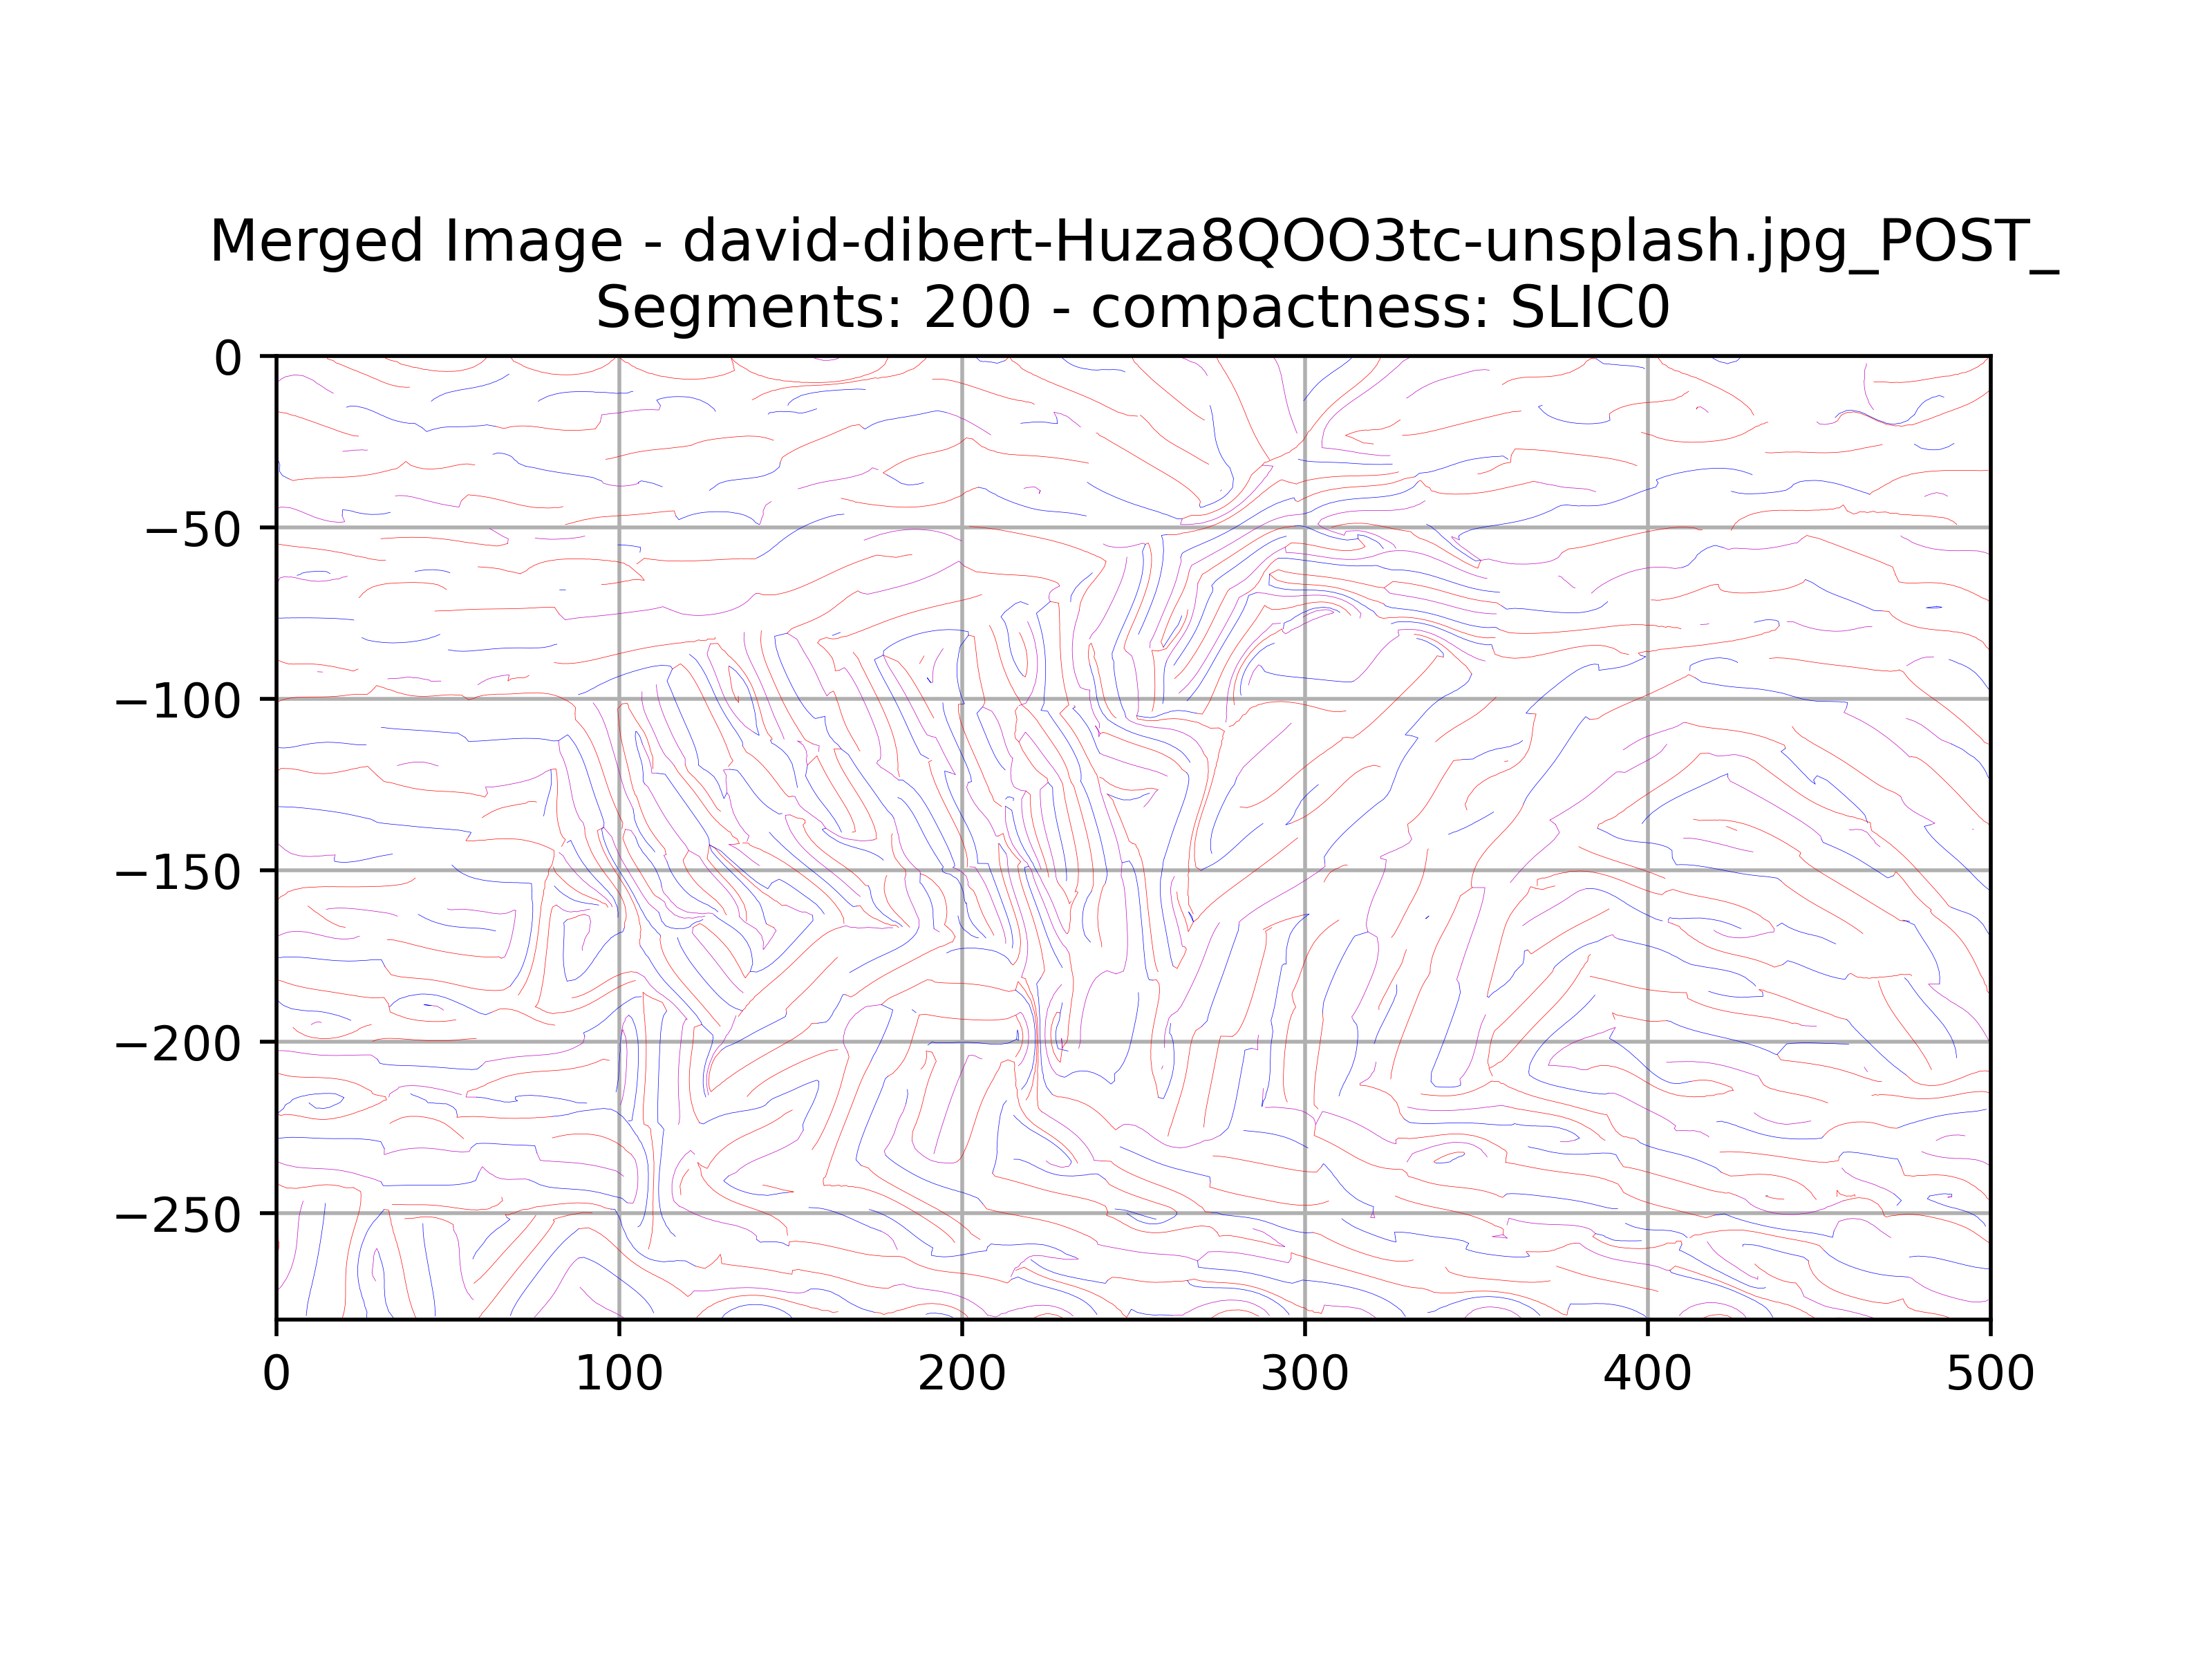 Merged Image - david-dibert-Huza8QOO3tc-unsplash.jpg_POST_
Segments: 200 - compactness: SLIC0
0
−50
−100
−150
−200
−250
0 100 200 300 400 500